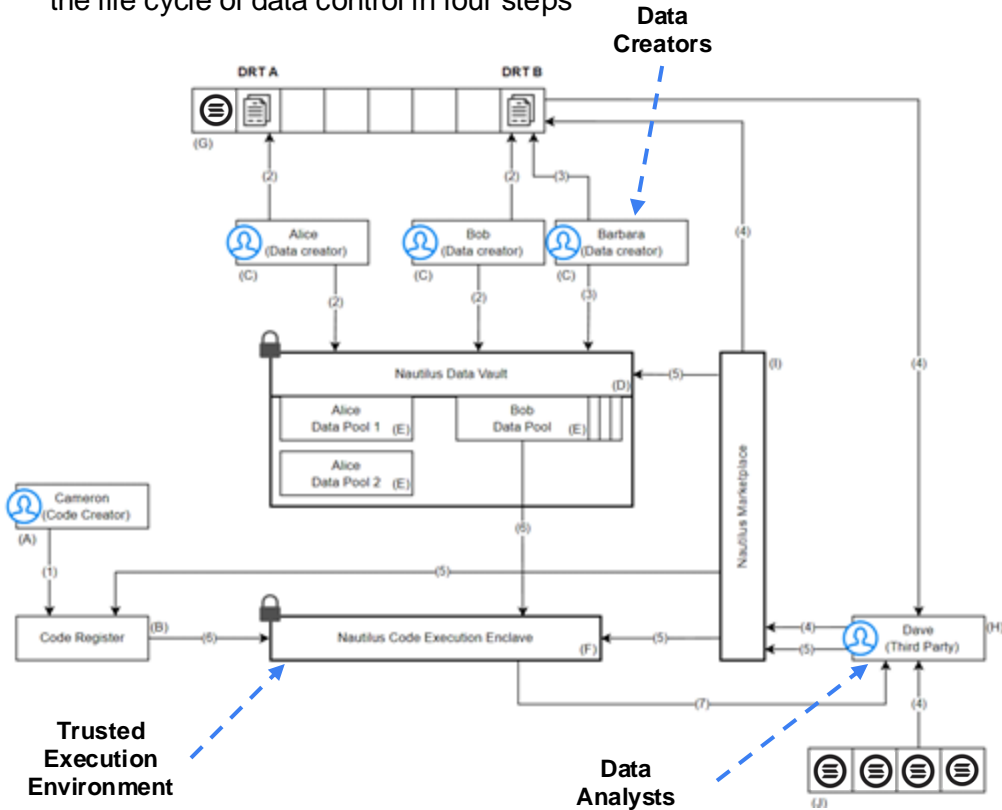 the life cycle of data control in four steps
Data
Creators
DRT A
DRT B
(G)
(2)
(2)
(3)
(4)
(4)
Alice
(Data creator)
(C)
Bob
(Data creator)
(C)
Barbara
(Data creator)
(C)
(2)
(2)
(3)
Nautilus Data Vault
(D)
(5)
(I)
Alice
Data Pool 1 (E)
Bob
Data Pool (E)
Alice
Data Pool 2 (E)
Nautilus Marketplace
Cameron
(Code Creator)
(A)
(1)
(6)
(5)
Code Register
(B)
(6)
Nautilus Code Execution Enclave
(F)
(5)
(4)
(5)
Dave
(Third Party)
(H)
(7)
(4)
Trusted
Execution
Environment
Data
Analysts
(J)